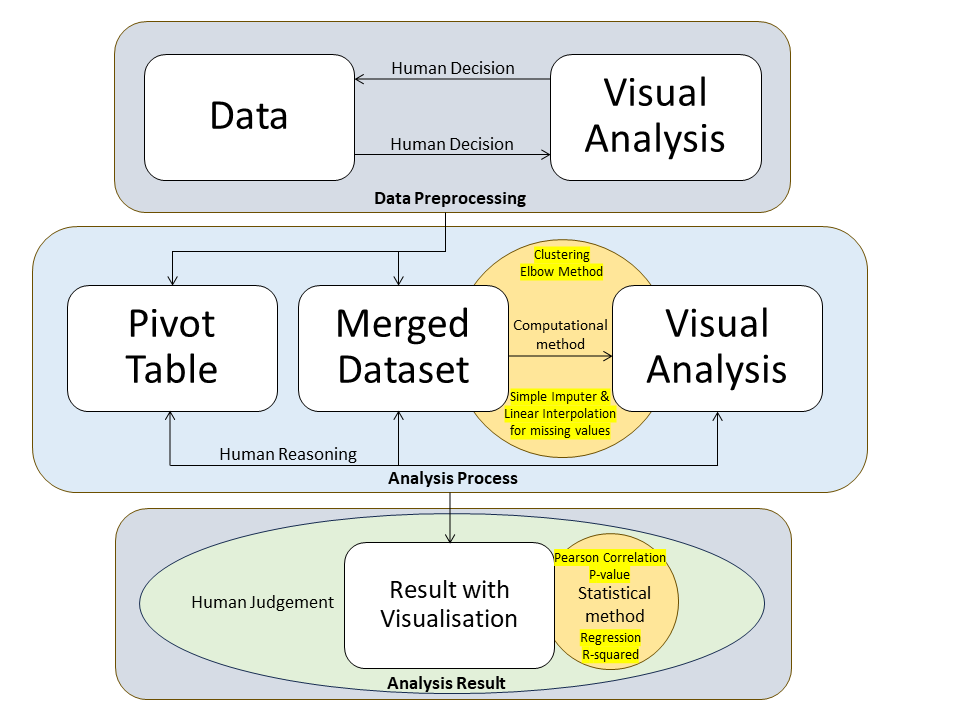 Human Decision
Data
Visual
Analysis
Human Decision
Data Preprocessing
Clustering
Elbow Method
Pivot
Table
Merged
Dataset
Computational
method
Visual
Analysis
Simple Imputer &
Linear Interpolation
for missing values
Human Reasoning
Analysis Process
Human Judgement
Result with
Visualisation
Pearson Correlation
P-value
Statistical
method
Regression
R-squared
Analysis Result